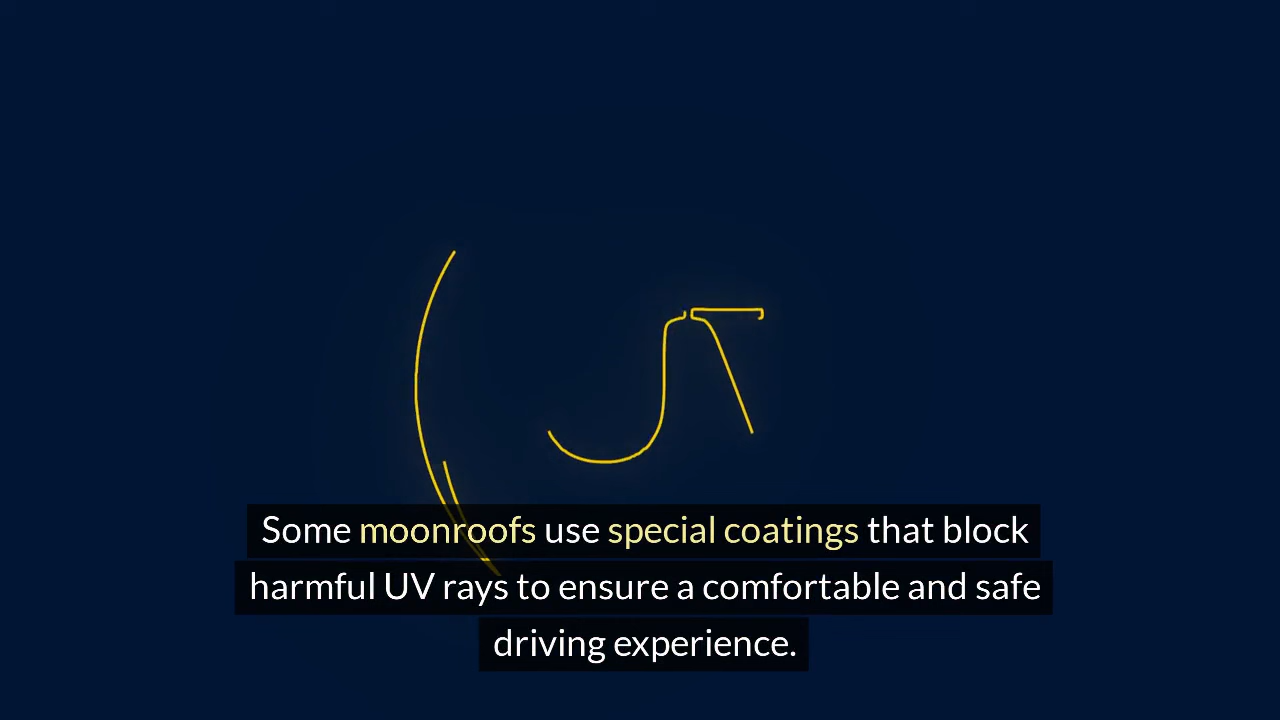 Some moonroofs use special coatings that block
harmful UV rays to ensure a comfortable and safe
driving experience.